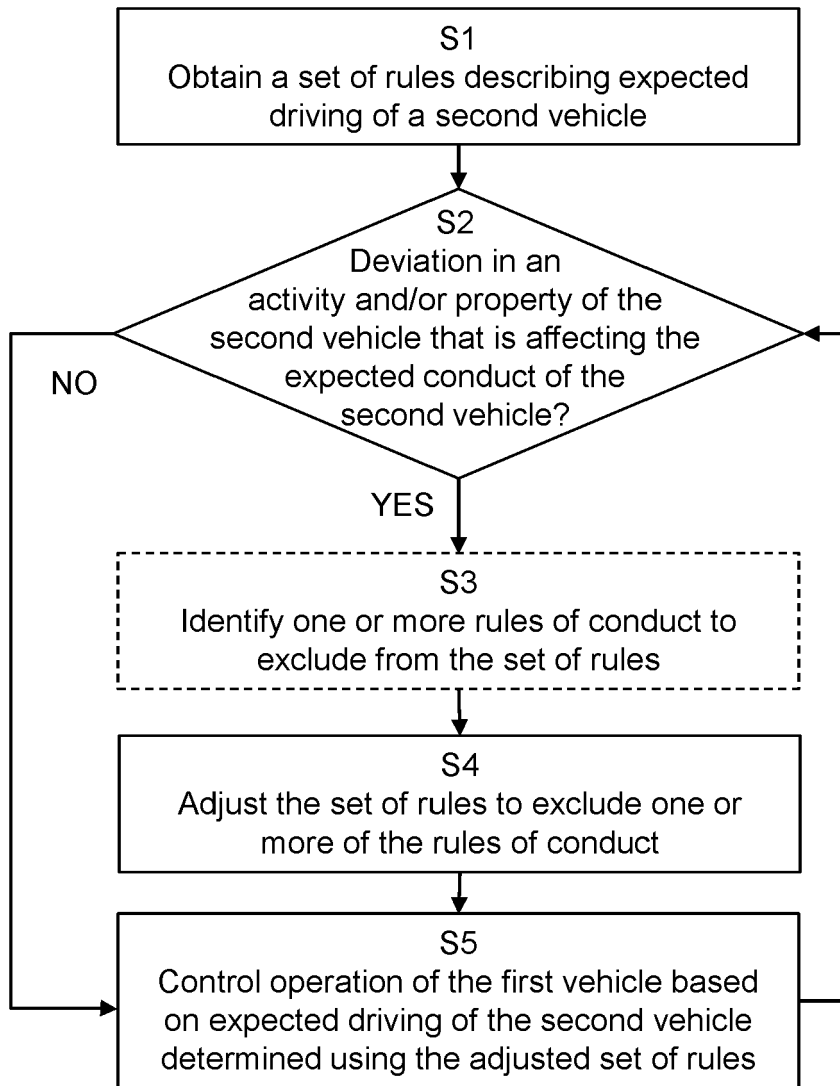 S1
Obtain a set of rules describing expected
driving of a second vehicle
S2
Deviation in an
activity and/or property of the
second vehicle that is affecting the
expected conduct of the
second vehicle?
NO
YES
S3
Identify one or more rules of conduct to
exclude from the set of rules
S4
Adjust the set of rules to exclude one or
more of the rules of conduct
S5
Control operation of the first vehicle based
on expected driving of the second vehicle
determined using the adjusted set of rules